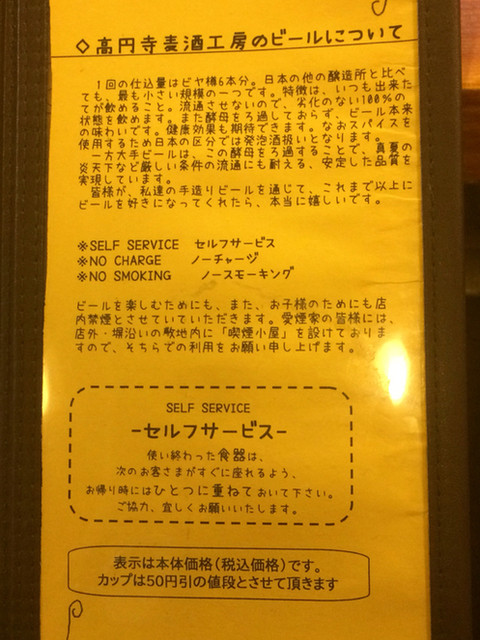 ◇高円寺麦酒工房のビールについて
1回の仕込量はビヤ樽6本分。日本の他の醸造所と比べ
ても、最も小さい規模の一つです。特徴は、いつも出来た
てが飲めること。流通させないので、劣化のない100%の
状態を飲めます。また酵母をろ過しておらず、ビール本来
の味わいです。健康効果も期待できます。なおスパイスを
使用するため日本の区分では発泡酒扱いとなります。
一方大手ビールは、この酵母をろ過することで、真夏の
炎天下など厳しい条件の流通にも耐える、安定した品質を
実現しています。
皆様が、私達の手造りビールを通じて、これまで以上に
ビールを好きになってくれたら、本当に嬉しいです。
※SELF SERVICE セルフサービス
※NO CHARGE ノーチャージ
※NO SMOKING ノースモーキング
ビールを楽しむためにも、また、お子様のためにも店
内禁煙とさせていていただきます。愛煙家の皆様には、
店外・塀沿いの敷地内に「喫煙小屋」を設けておりま
すので、そちらでの利用をお願い申し上げます。
SELF SERVICE
-セルフサービス-
使い終わった食器は、
次のお客さまがすぐに座れるよう、
お帰り時にはひとつに重ねておいて下さい。
ご協力、宜しくお願いいたします。
表示は本体価格(税込価格)です。
カップは50円引の値段とさせて頂きます